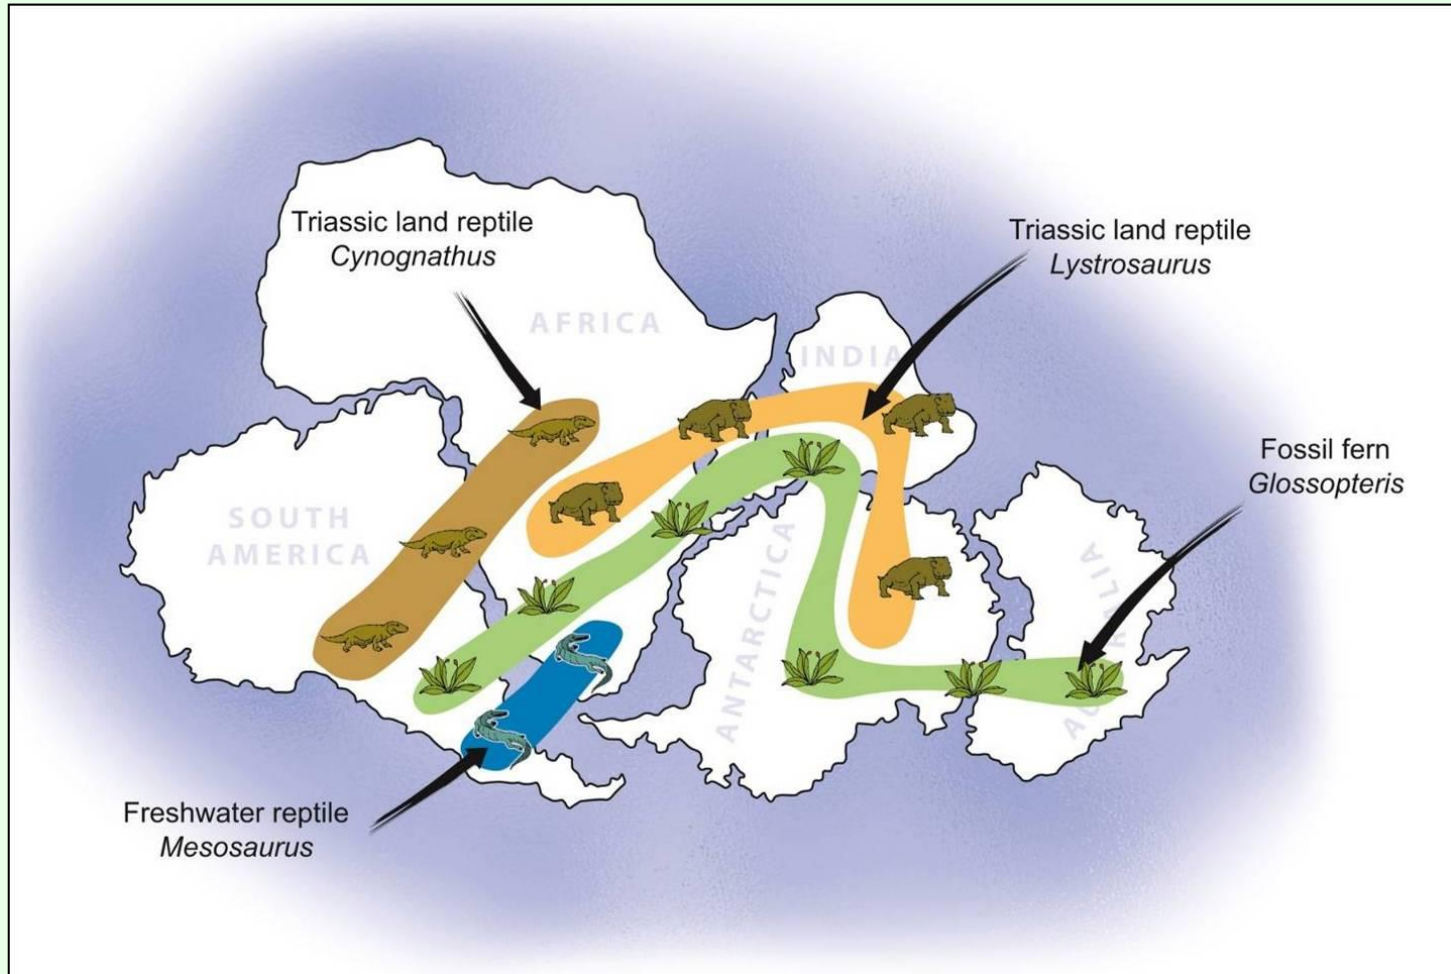 Triassic land reptile
Cynognathus
Triassic land reptile
Lystrosaurus
AFRICA
INDIA
Fossil fern
Glossopteris
SOUTH
AMERICA
ANTARCTICA
AUSTRALIA
Freshwater reptile
Mesosaurus